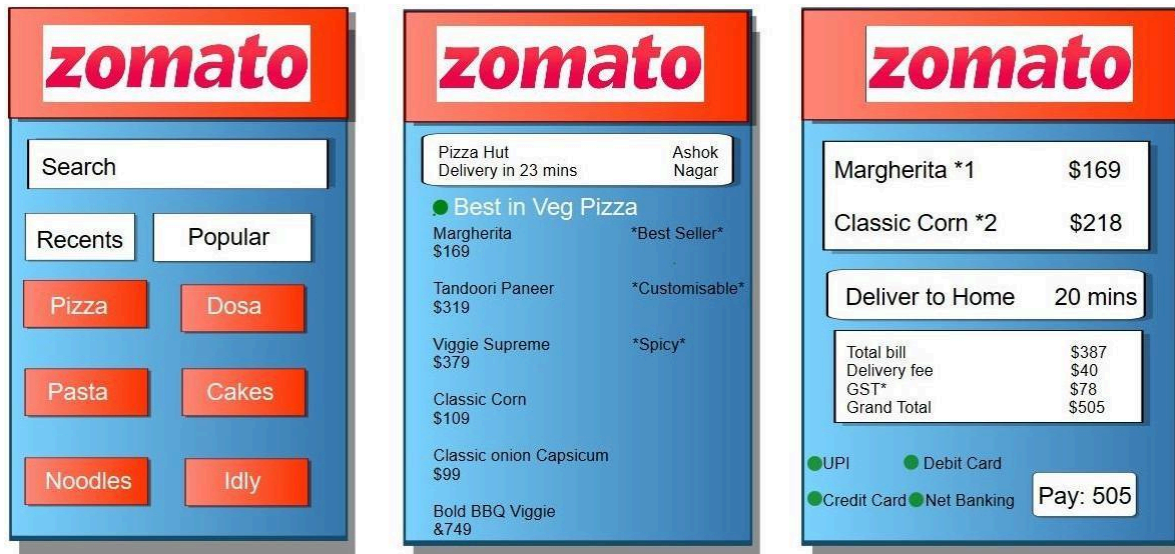 zomato
Search
Recents Popular
Pizza Dosa
Pasta Cakes
Noodles Idly
zomato
Pizza Hut Ashok
Delivery in 23 mins Nagar
Best in Veg Pizza
Margherita *Best Seller*
$169
Tandoori Paneer *Customisable*
$319
Viggie Supreme *Spicy*
$379
Classic Corn
$109
Classic onion Capsicum
$99
Bold BBQ Viggie
&749
zomato
Margherita *1 $169
Classic Corn *2 $218
Deliver to Home 20 mins
Total bill $387
Delivery fee $40
GST* $78
Grand Total $505
UPI Debit Card
Credit Card Net Banking Pay: 505